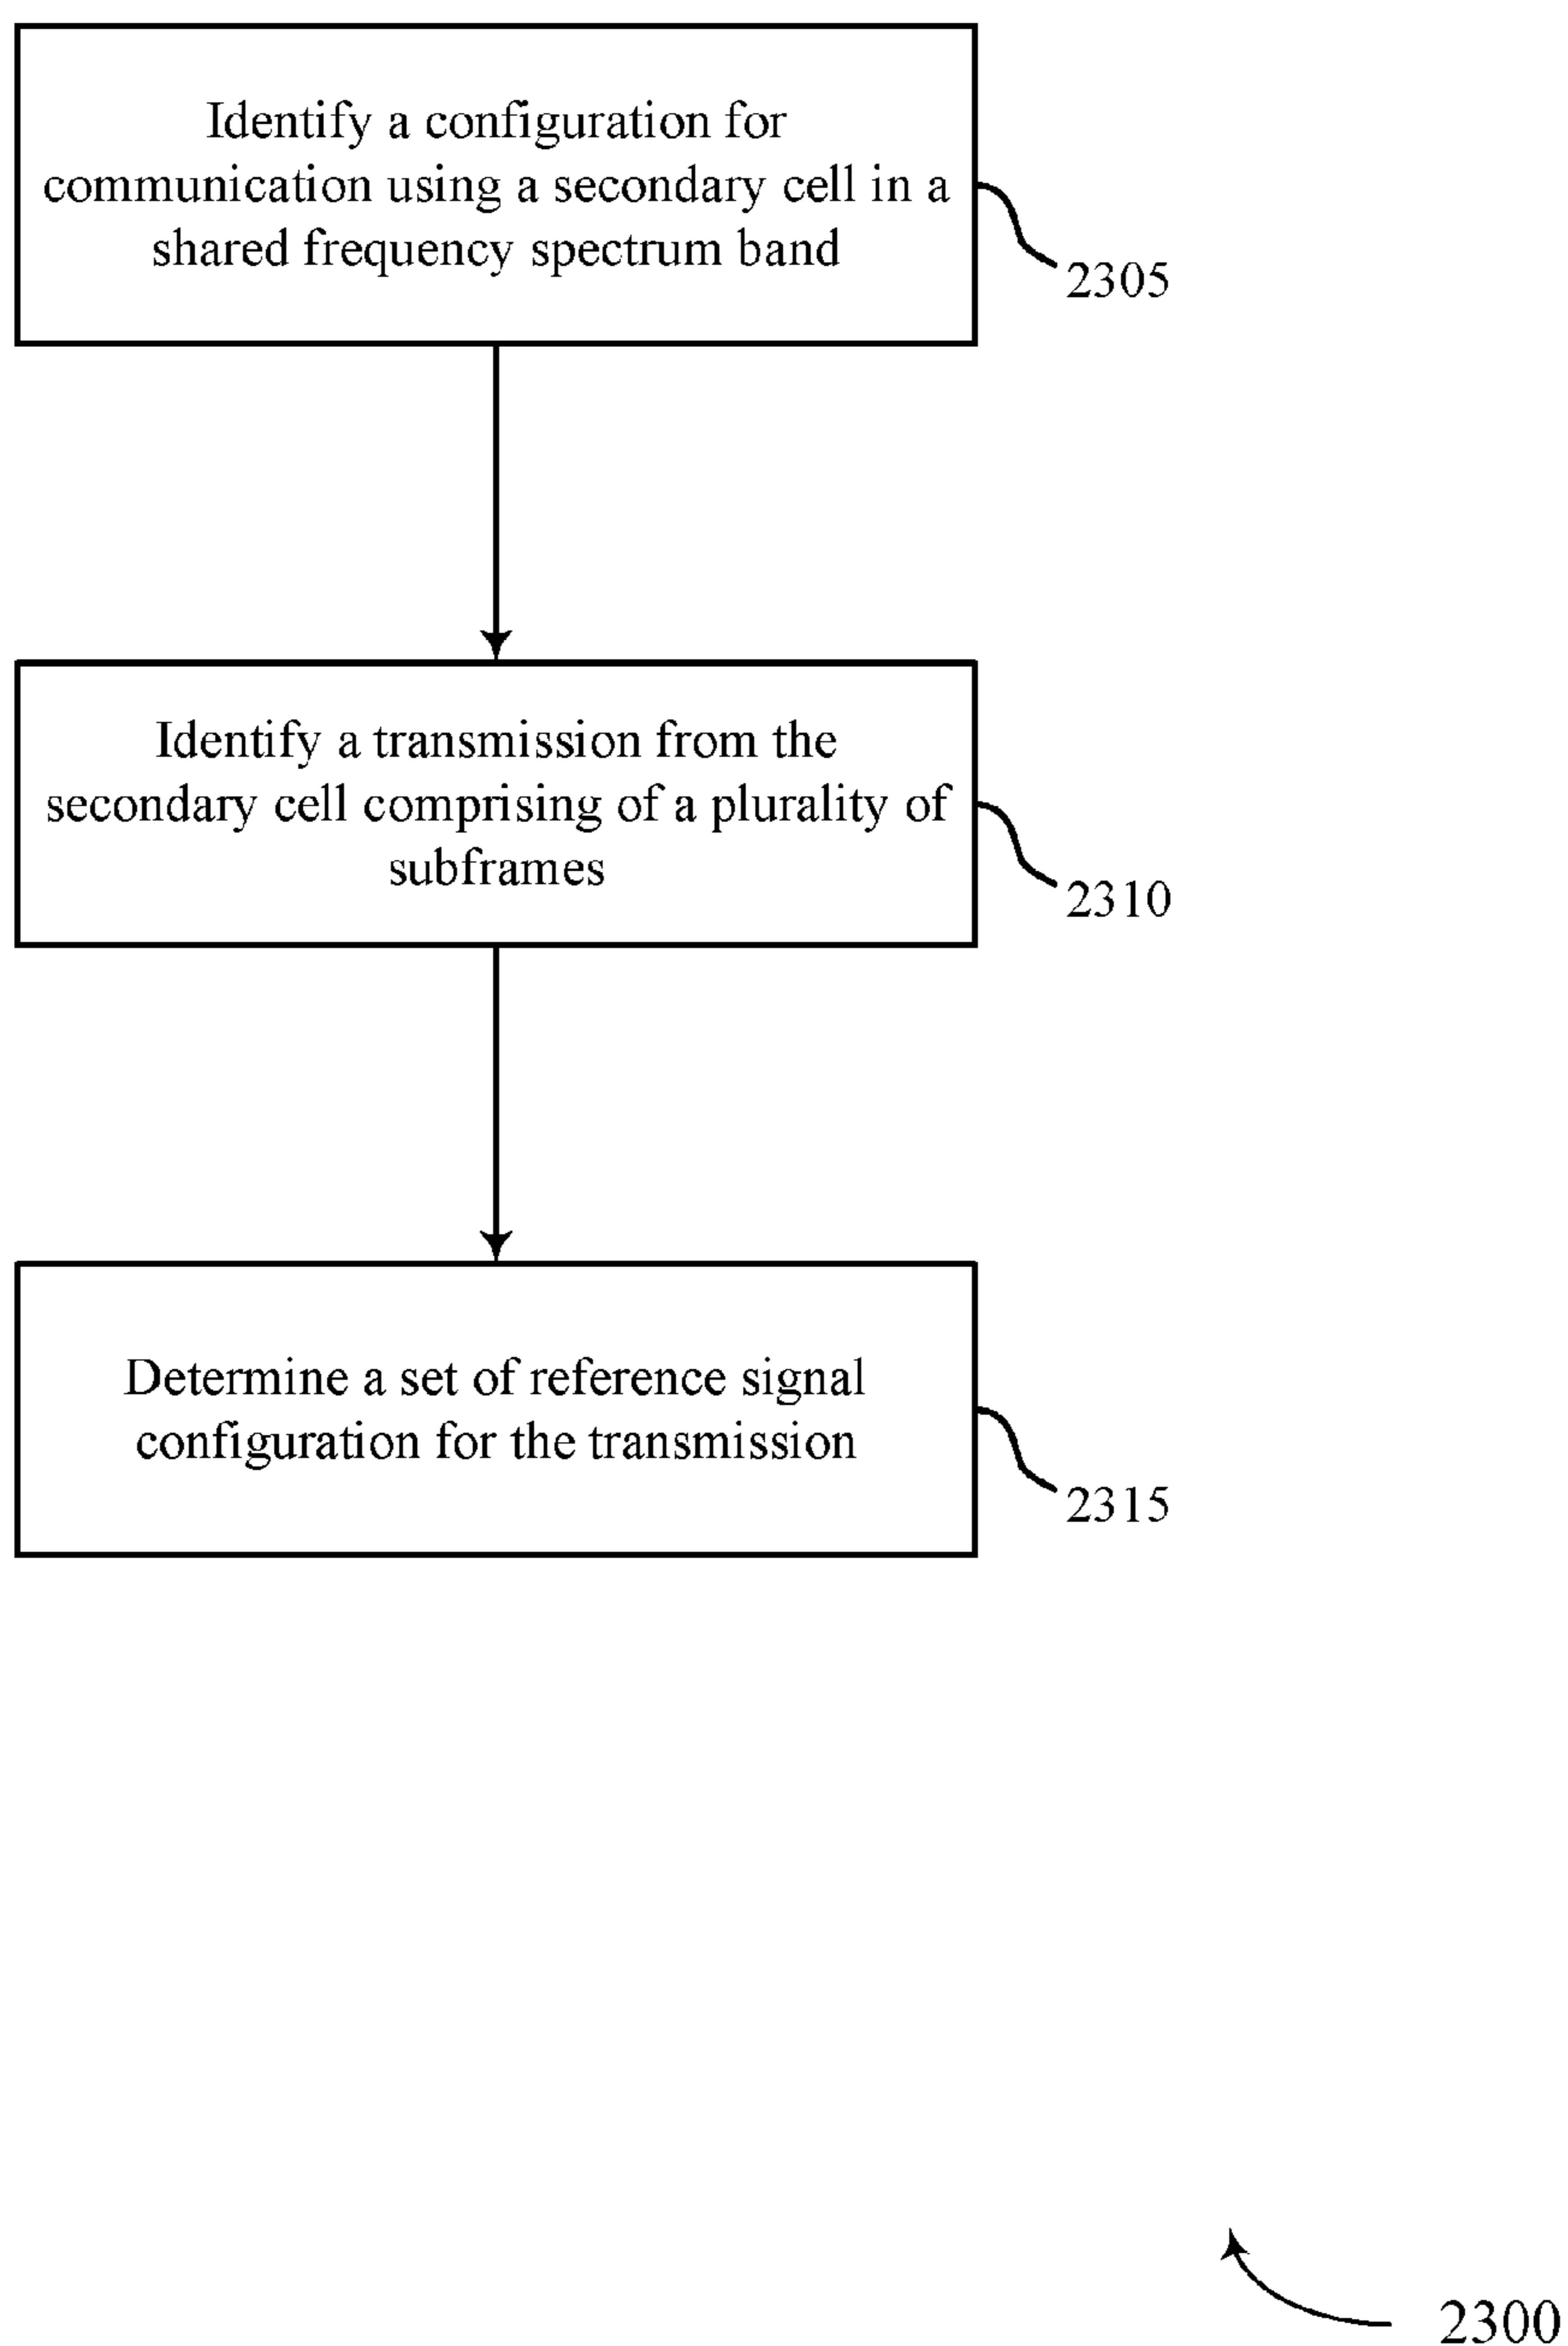 Identify a configuration for
communication using a secondary cell in a
shared frequency spectrum band
2305
Identify a transmission from the
secondary cell comprising of a plurality of
subframes
2310
Determine a set of reference signal
configuration for the transmission
2315
2300